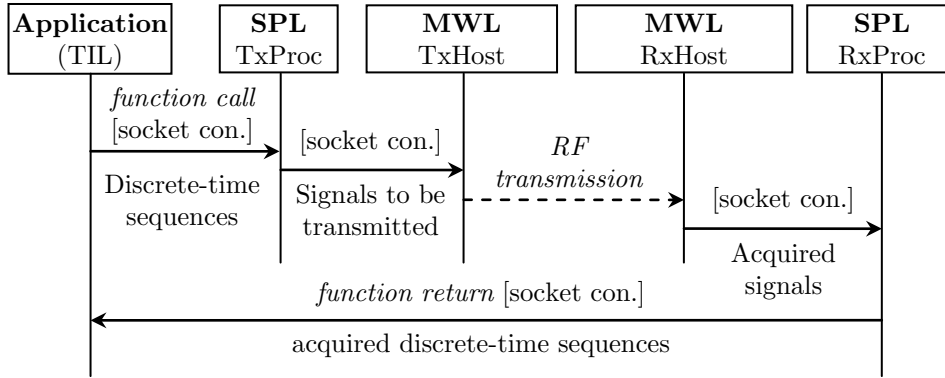 Application
(TIL)
SPL
TxProc
MWL
TxHost
MWL
RxHost
SPL
RxProc
function call
[socket con.]
Discrete-time
sequences
[socket con.]
Signals to be
transmitted
RF
transmission
[socket con.]
Acquired
signals
function return [socket con.]
acquired discrete-time sequences